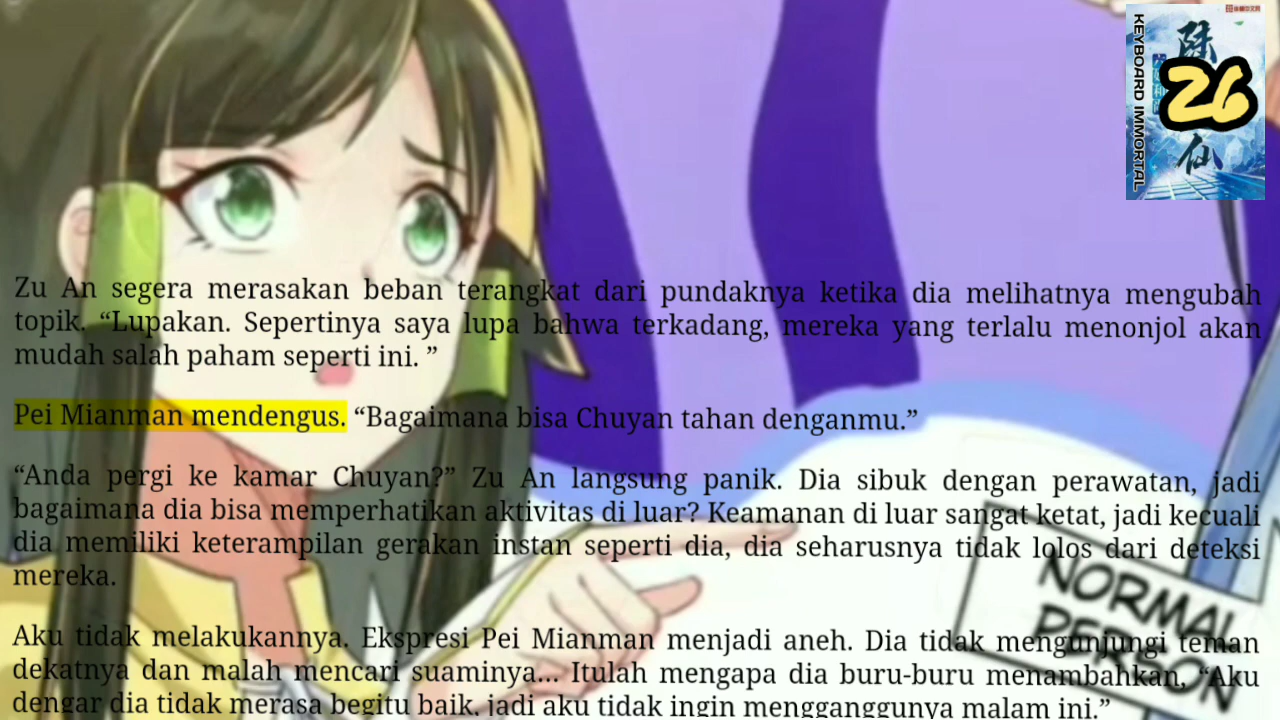 Zu An segera merasakan beban terangkat dari pundaknya ketika dia melihatnya mengubah
topik. “Lupakan. Sepertinya saya lupa bahwa terkadang, mereka yang terlalu menonjol akan
mudah salah paham seperti ini. ”
Pei Mianman mendengus. “Bagaimana bisa Chuyan tahan denganmu.”
“Anda pergi ke kamar Chuyan?” Zu An langsung panik. Dia sibuk dengan perawatan, jadi
bagaimana dia bisa memperhatikan aktivitas di luar? Keamanan di luar sangat ketat, jadi kecuali
dia memiliki keterampilan gerakan instan seperti dia, dia seharusnya tidak lolos dari deteksi
mereka.
Aku tidak melakukannya. Ekspresi Pei Mianman menjadi aneh. Dia tidak mengunjungi teman
dekatnya dan malah mencari suaminya... Itulah mengapa dia buru-buru menambahkan, “Aku
dengar dia tidak merasa begitu baik, jadi aku tidak ingin mengganggunya malam ini.”
NORMAL
PERSON
KEYBOARD IMMORTAL
26
仙